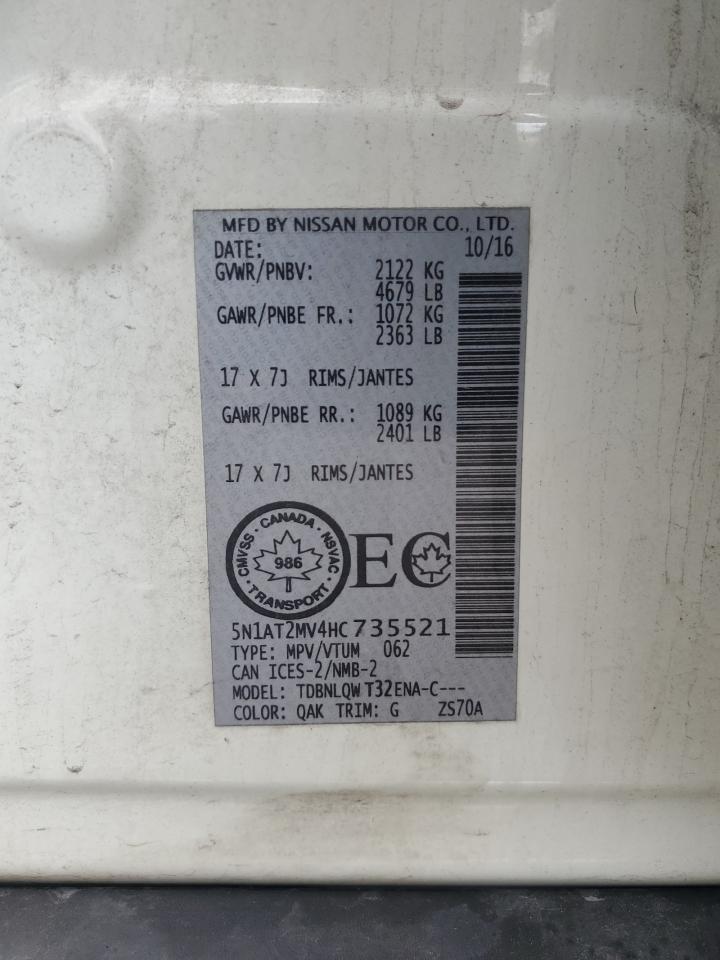 MFD BY NISSAN MOTOR CO., LTD.
DATE: 10/16
GVWR/PNBV: 2122 KG
4679 LB
GAWR/PNBE FR.: 1072 KG
2363 LB
17 X 7J RIMS/JANTES
GAWR/PNBE RR.: 1089 KG
2401 LB
17 X 7J RIMS/JANTES
CMVSS · CANADA · NSVAC · TRANSPORT ·
986
EC
5N1AT2MV4HC735521
TYPE: MPV/VTUM 062
CAN ICES-2/NMB-2
MODEL: TDBNLQW T32ENA-C---
COLOR: QAK TRIM: G ZS70A